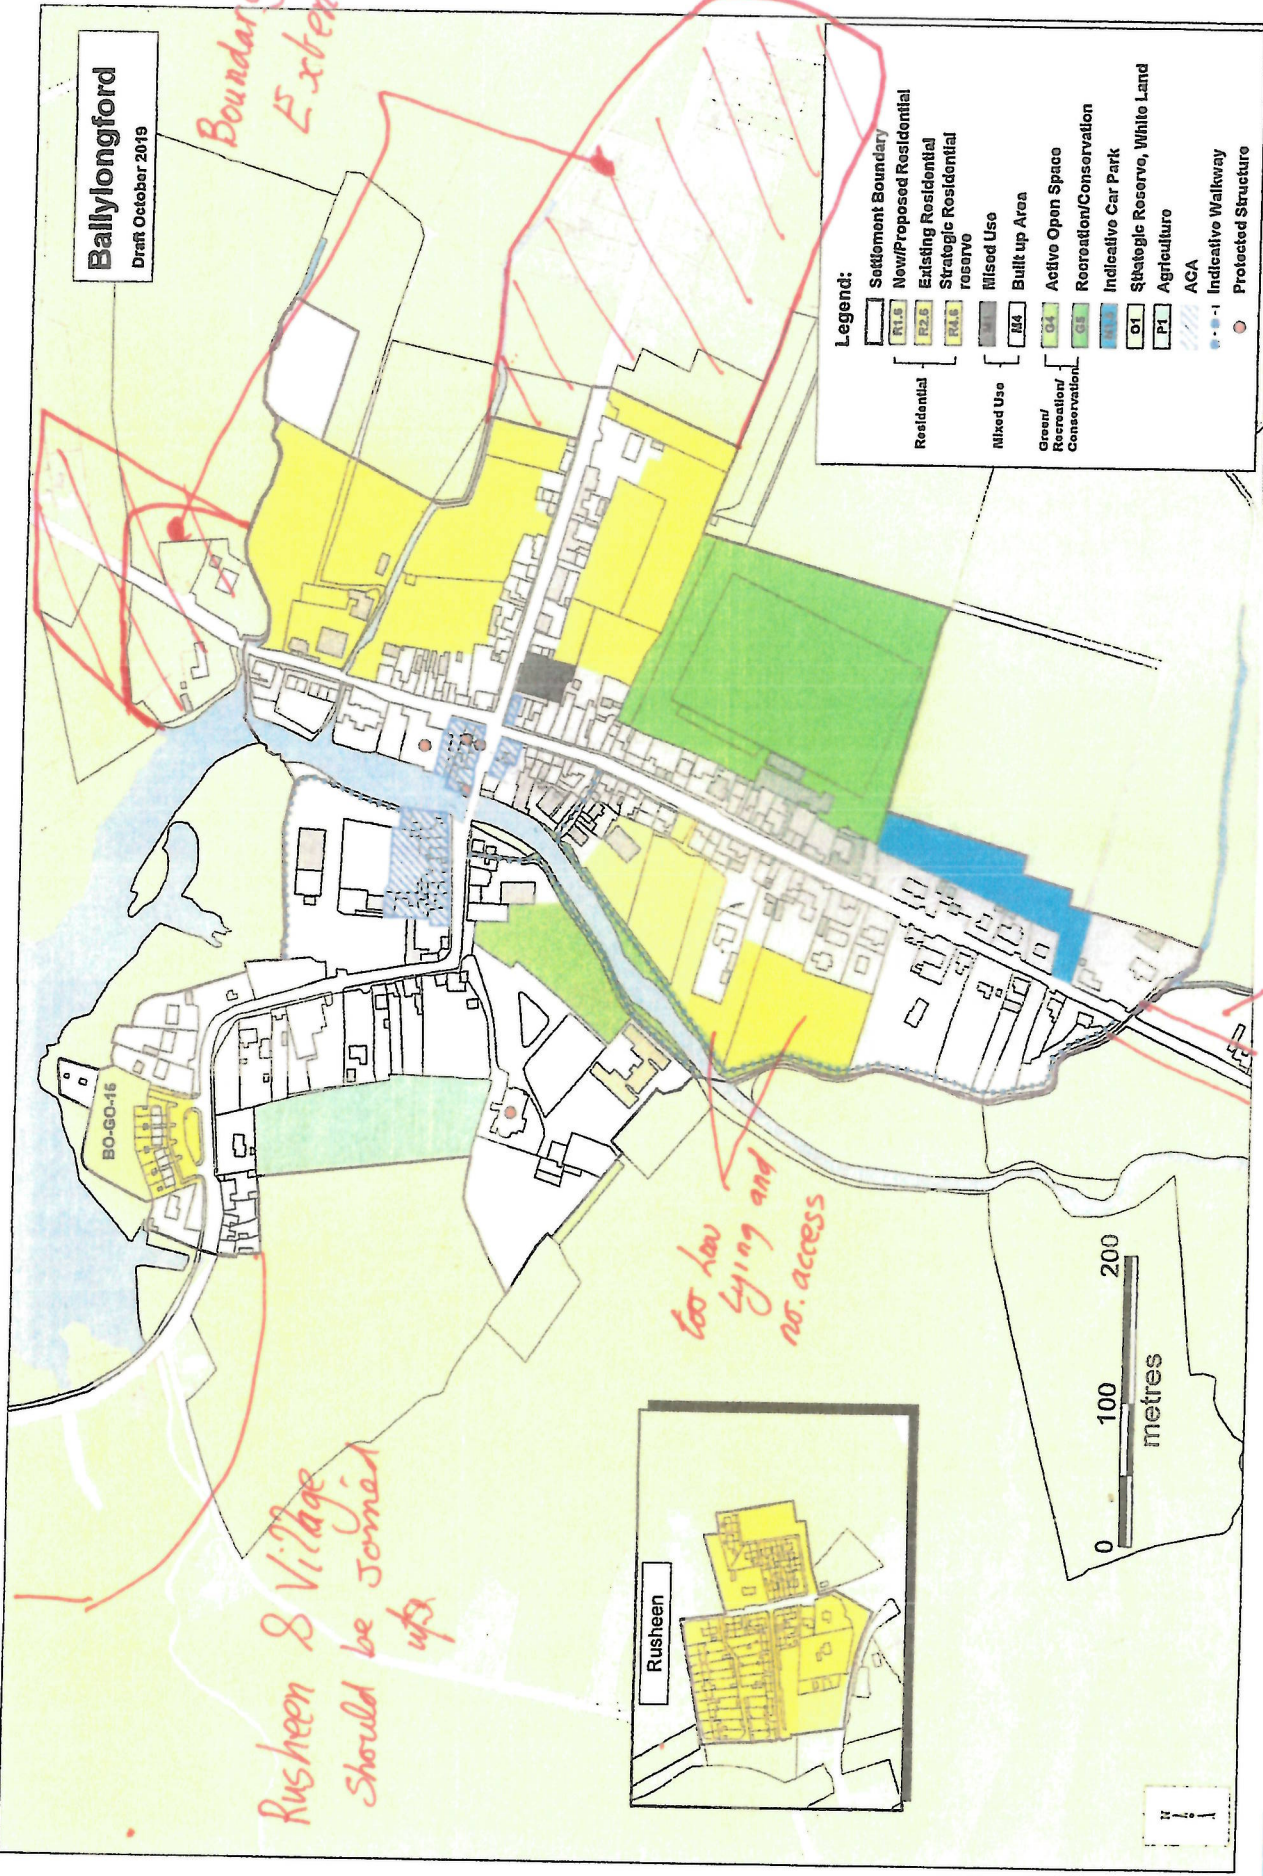 Ballylongford
Draft October 2019
Boundary
Exten
Legend:
Settlement Boundary
Residential
R1.6 New/Proposed Residential
R2.6 Existing Residential
R4.6 Strategic Residential
reserve
Mixed Use
M1 Mixed Use
M4 Built up Area
Green/
Recreation/
Conservation
G4 Active Open Space
G5 Recreation/Conservation
Indicative Car Park
O1 Strategic Reserve, White Land
P1 Agriculture
ACA
Indicative Walkway
Protected Structure
BO-GO-15
too low
lying and
no. access
Rusheen & Village
Should be Joined
up
Rusheen
0 100 200
metres
N